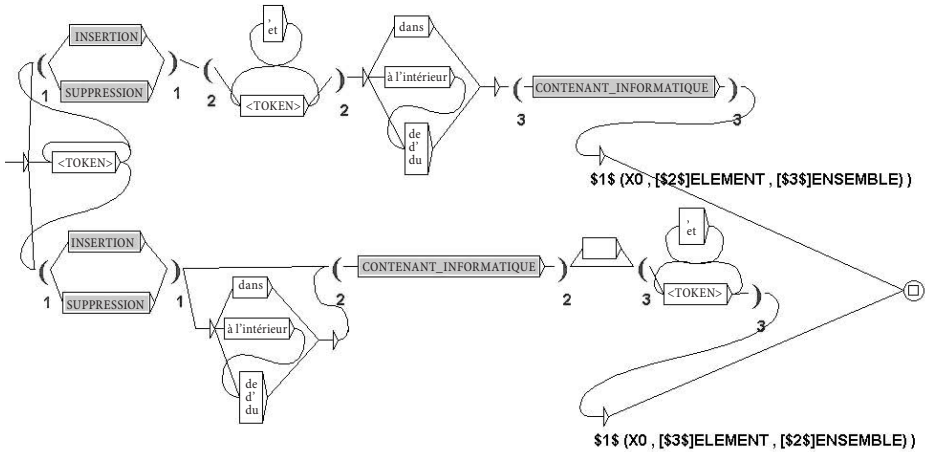 , et
INSERTION
dans
SUPPRESSION
<TOKEN>
à l'intérieur
CONTENANT_INFORMATIQUE
( 1 ) 1 ( 2 ) 2 ( 3 ) 3
de
d'
du
<TOKEN>
$1$ (X0 , [$2$]ELEMENT , [$3$]ENSEMBLE) )
, et
INSERTION
SUPPRESSION
CONTENANT_INFORMATIQUE
<TOKEN>
( 1 ) 1 ( 2 ) 2 ( 3 ) 3
dans
à l'intérieur
de
d'
du
$1$ (X0 , [$3$]ELEMENT , [$2$]ENSEMBLE) )